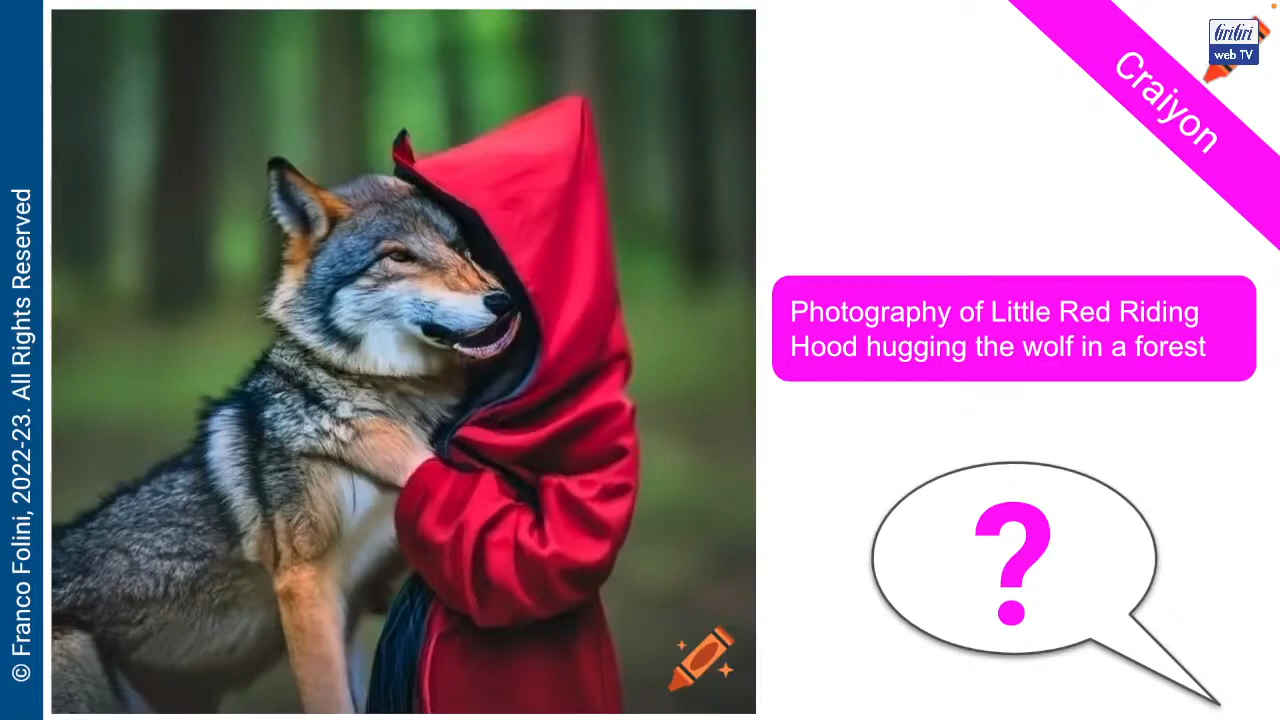 © Franco Folini, 2022-23. All Rights Reserved
Craiyon
GriGri
web TV
Photography of Little Red Riding
Hood hugging the wolf in a forest
?